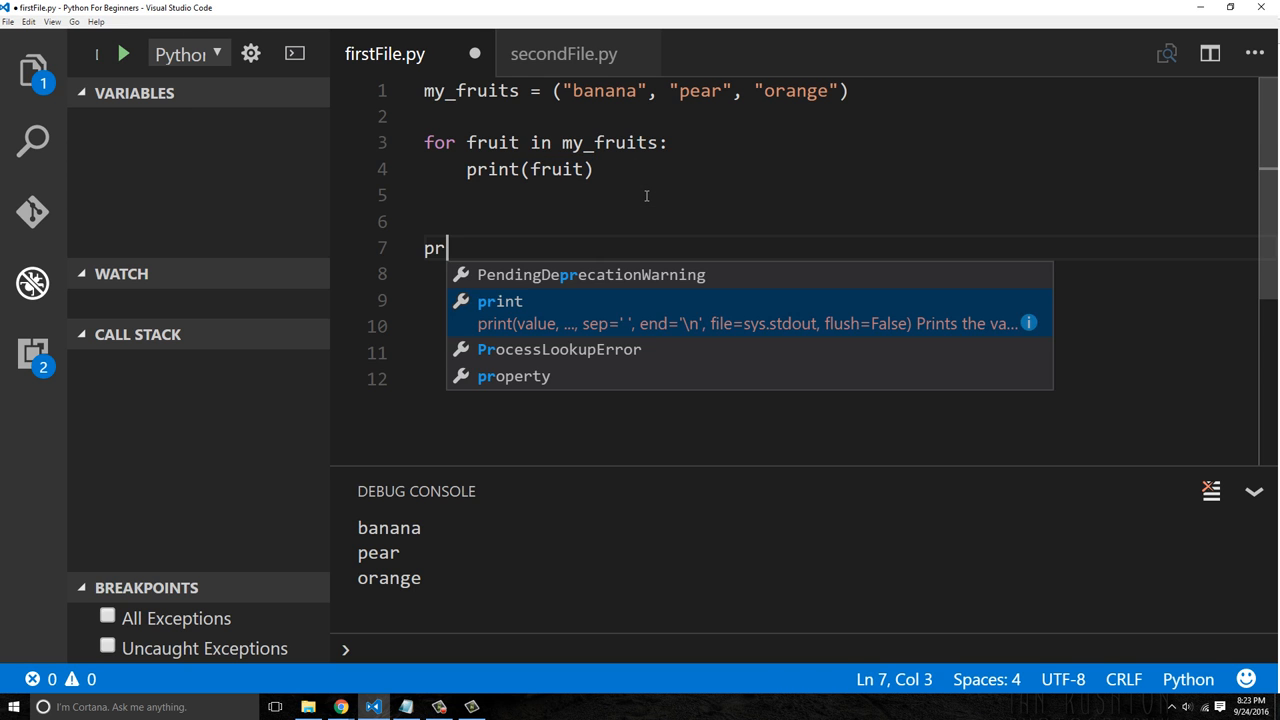 firstFile.py - Python For Beginners - Visual Studio Code
File Edit View Go Help
Python
firstFile.py
secondFile.py
1
VARIABLES
WATCH
CALL STACK
2
BREAKPOINTS
All Exceptions
Uncaught Exceptions
1 my_fruits = ("banana", "pear", "orange")
2
3 for fruit in my_fruits:
4 print(fruit)
5
6
7 pr
8
9
10
11
12
PendingDeprecationWarning
print
print(value, ..., sep=' ', end='\n', file=sys.stdout, flush=False) Prints the va...
ProcessLookupError
property
DEBUG CONSOLE
banana
pear
orange
0 0
Ln 7, Col 3 Spaces: 4 UTF-8 CRLF Python
I'm Cortana. Ask me anything.
8:23 PM
9/24/2016